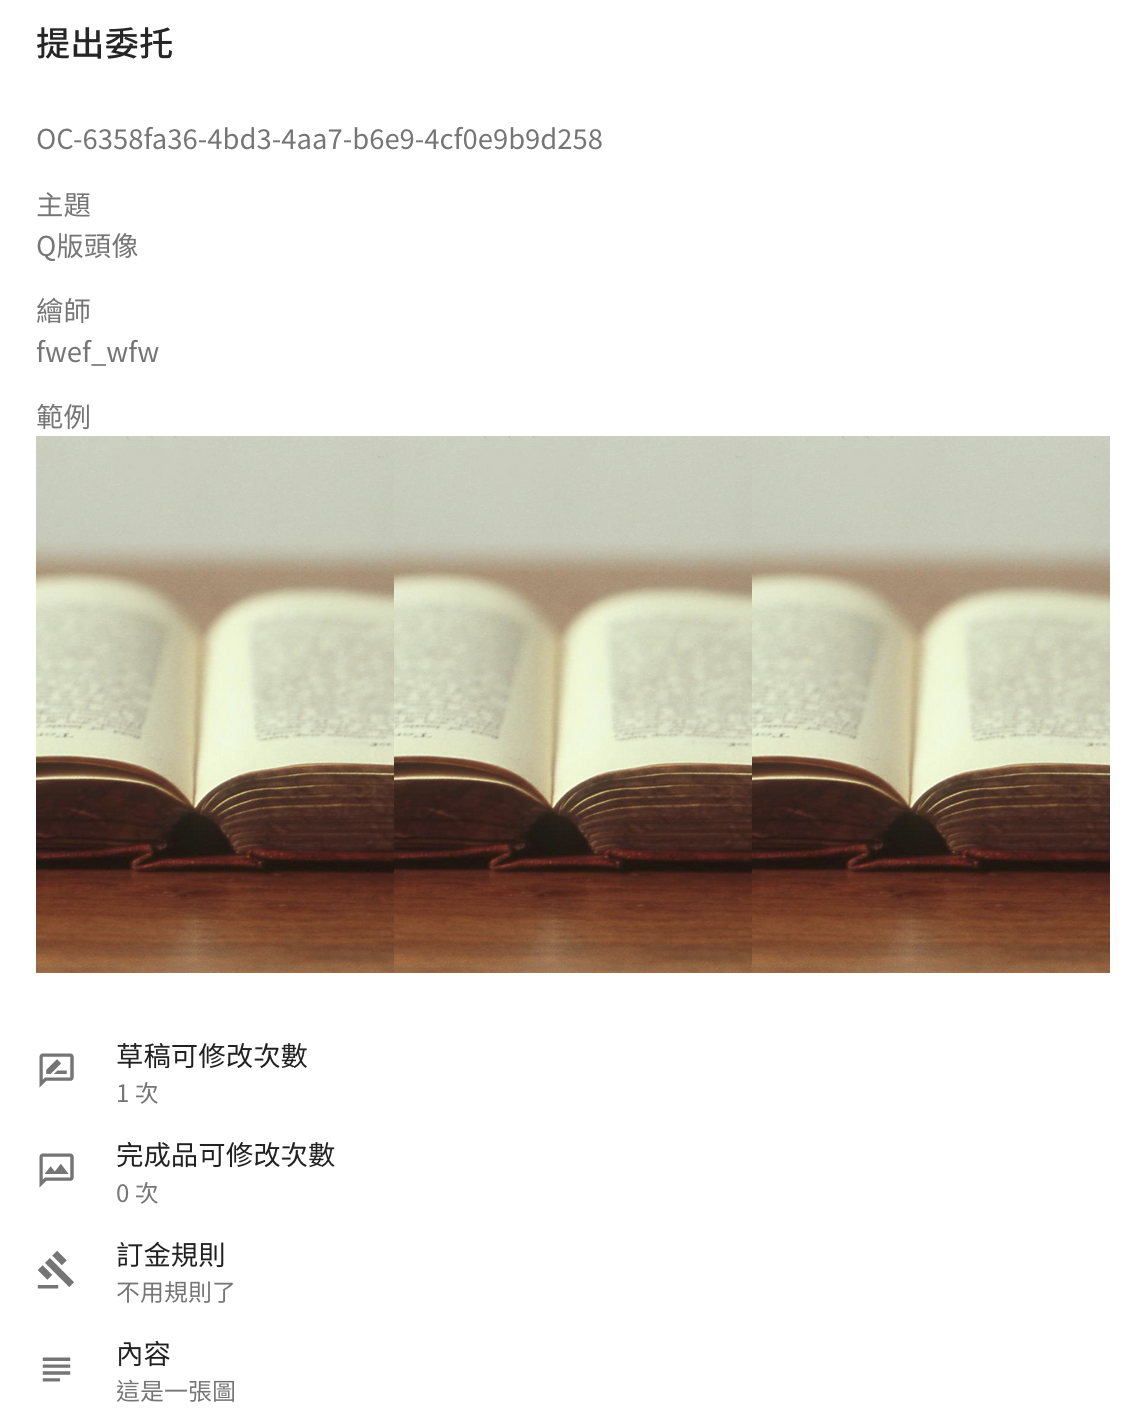 提出委托
OC-6358fa36-4bd3-4aa7-b6e9-4cf0e9b9d258
主題
Q版頭像
繪師
fwef_wfw
範例
草稿可修改次數
1 次
完成品可修改次數
0 次
訂金規則
不用規則了
內容
這是一張圖